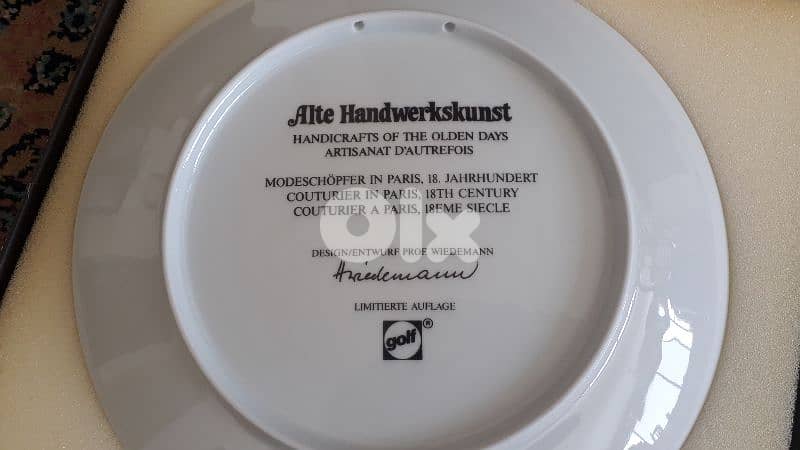 Alte Handwerkskunst
HANDICRAFTS OF THE OLDEN DAYS
ARTISANAT D'AUTREFOIS
MODESCHÖPFER IN PARIS, 18. JAHRHUNDERT
COUTURIER IN PARIS, 18TH CENTURY
COUTURIER A PARIS, 18EME SIECLE
olx
DESIGN/ENTWURF PROF. WIEDEMANN
Hwiedemann
LIMITIERTE AUFLAGE
golf ®